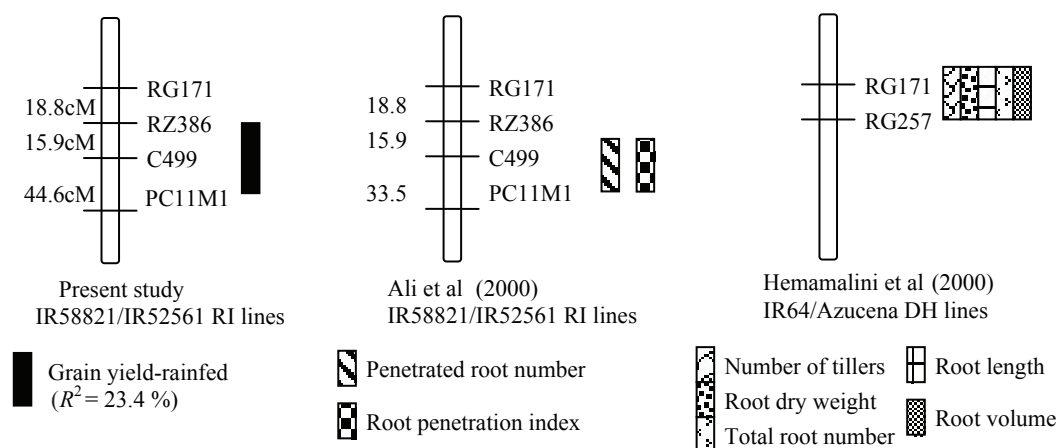 RG171
18.8cM
RZ386
15.9cM
C499
44.6cM
PC11M1
Present study
IR58821/IR52561 RI lines
Grain yield-rainfed
(R² = 23.4 %)
RG171
18.8
RZ386
15.9
C499
33.5
PC11M1
Ali et al (2000)
IR58821/IR52561 RI lines
Penetrated root number
Root penetration index
RG171
RG257
Hemamalini et al (2000)
IR64/Azucena DH lines
Number of tillers
Root dry weight
Total root number
Root length
Root volume